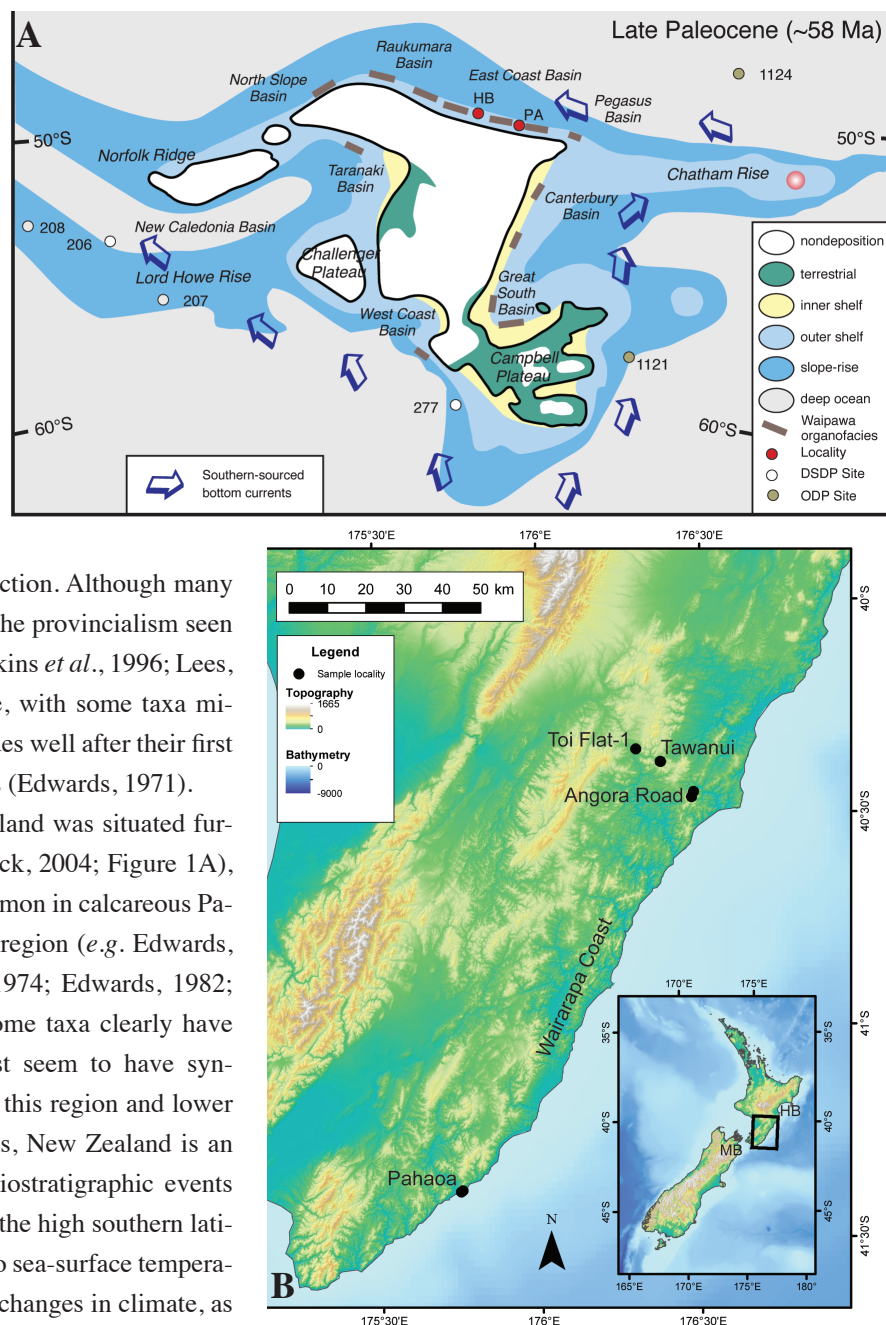 A
Late Paleocene (~58 Ma)
Raukumara
Basin
North Slope
Basin
East Coast Basin
HB
PA
Pegasus
Basin
1124
50°S
50°S
Norfolk Ridge
Taranaki
Basin
Chatham Rise
Canterbury
Basin
208
206
New Caledonia Basin
Challenger
Plateau
Lord Howe Rise
207
Great
South
Basin
West Coast
Basin
Campbell
Plateau
1121
277
60°S
60°S
nondeposition
terrestrial
inner shelf
outer shelf
slope-rise
deep ocean
Waipawa
organofacies
Locality
DSDP Site
ODP Site
Southern-sourced
bottom currents
ction. Although many
he provincialism seen
kins et al., 1996; Lees,
e, with some taxa mi-
es well after their first
s (Edwards, 1971).
land was situated fur-
ck, 2004; Figure 1A),
mon in calcareous Pa-
region (e.g. Edwards,
1974; Edwards, 1982;
ome taxa clearly have
st seem to have syn-
this region and lower
s, New Zealand is an
iostratigraphic events
the high southern lati-
o sea-surface tempera-
changes in climate, as
175°30'E
176°E
176°30'E
0 10 20 30 40 50 km
Legend
Sample locality
Topography
1665
0
Bathymetry
0
-9000
40°S
40°30'S
41°S
41°30'S
Toi Flat-1
Tawanui
Angora Road
Wairarapa Coast
Pahaoa
N
B
170°E
175°E
35°S
35°S
40°S
40°S
45°S
45°S
HB
MB
165°E
170°E
175°E
180°
175°30'E
176°E
176°30'E